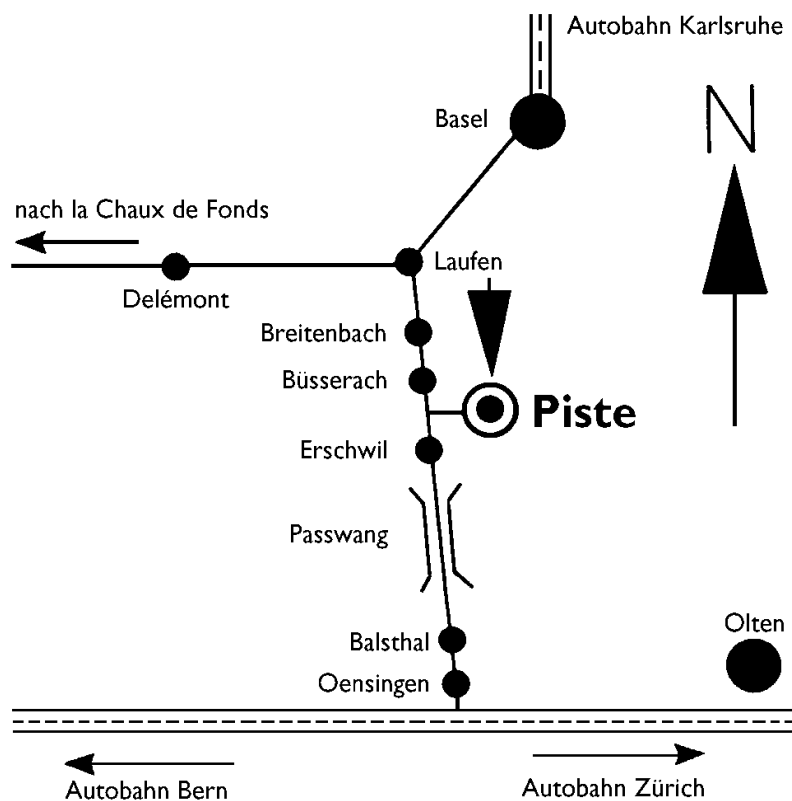 Autobahn Karlsruhe
Basel
N
nach la Chaux de Fonds
Laufen
Delémont
Breitenbach
Büsserach
Piste
Erschwil
Passwang
Olten
Balsthal
Oensingen
Autobahn Bern
Autobahn Zürich